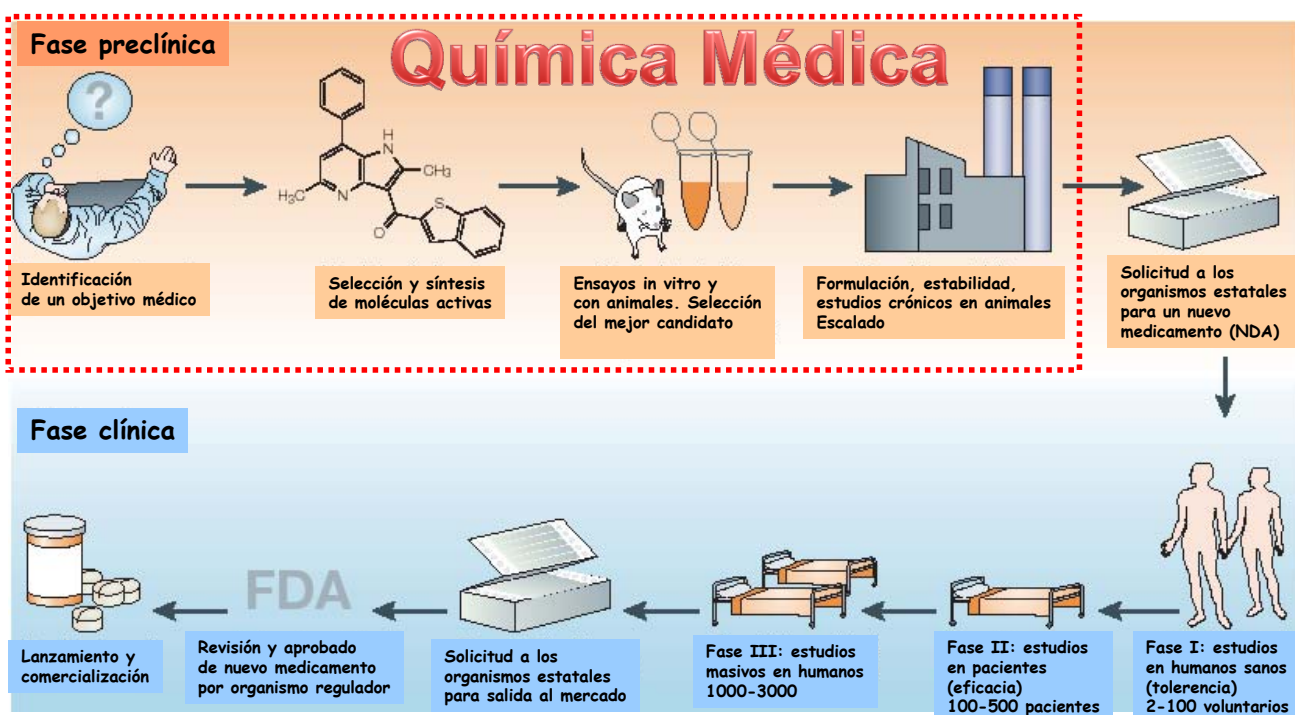 Fase preclínica
Química Médica
?
H
N
CH₃
H₃C
N
S
O
Identificación
de un objetivo médico
Selección y síntesis
de moléculas activas
Ensayos in vitro y
con animales. Selección
del mejor candidato
Formulación, estabilidad,
estudios crónicos en animales
Escalado
Solicitud a los
organismos estatales
para un nuevo
medicamento (NDA)
Fase clínica
FDA
Lanzamiento y
comercialización
Revisión y aprobado
de nuevo medicamento
por organismo regulador
Solicitud a los
organismos estatales
para salida al mercado
Fase III: estudios
masivos en humanos
1000-3000
Fase II: estudios
en pacientes
(eficacia)
100-500 pacientes
Fase I: estudios
en humanos sanos
(tolerencia)
2-100 voluntarios